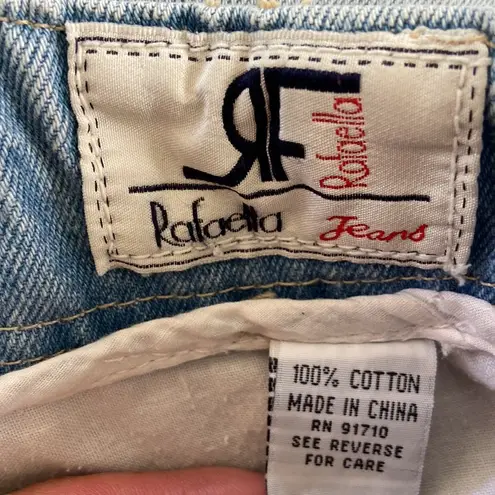 RF
Rafaella
Rafaella Jeans
100% COTTON
MADE IN CHINA
RN 91710
SEE REVERSE
FOR CARE